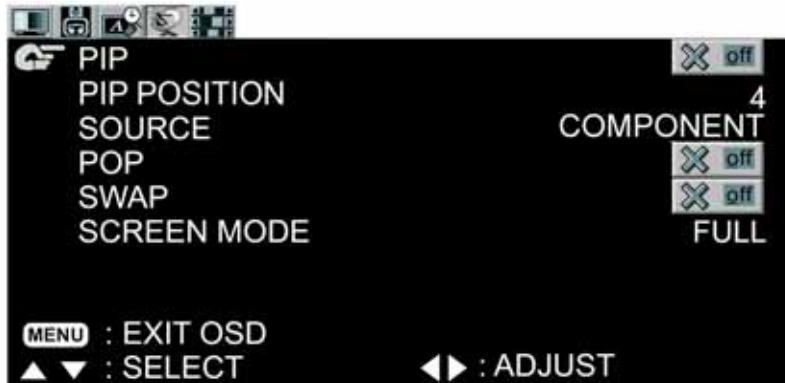 PIP off
PIP POSITION 4
SOURCE COMPONENT
POP off
SWAP off
SCREEN MODE FULL
MENU : EXIT OSD
: SELECT : ADJUST